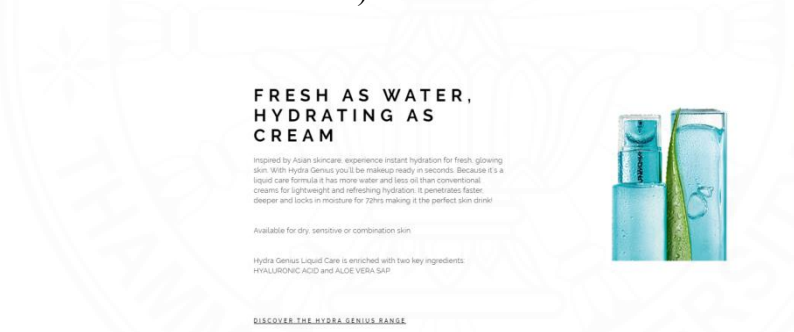 FRESH AS WATER,
HYDRATING AS
CREAM
Inspired by Asian skincare, experience instant hydration for fresh, glowing
skin. With Hydra Genius you'll be makeup ready in seconds. Because it's a
liquid care formula it has more water and less oil than conventional
creams for lightweight and refreshing hydration. It penetrates faster,
deeper and locks in moisture for 72hrs making it the perfect skin drink!
Available for dry, sensitive or combination skin
Hydra Genius Liquid Care is enriched with two key ingredients:
HYALURONIC ACID and ALOE VERA SAP
DISCOVER THE HYDRA GENIUS RANGE